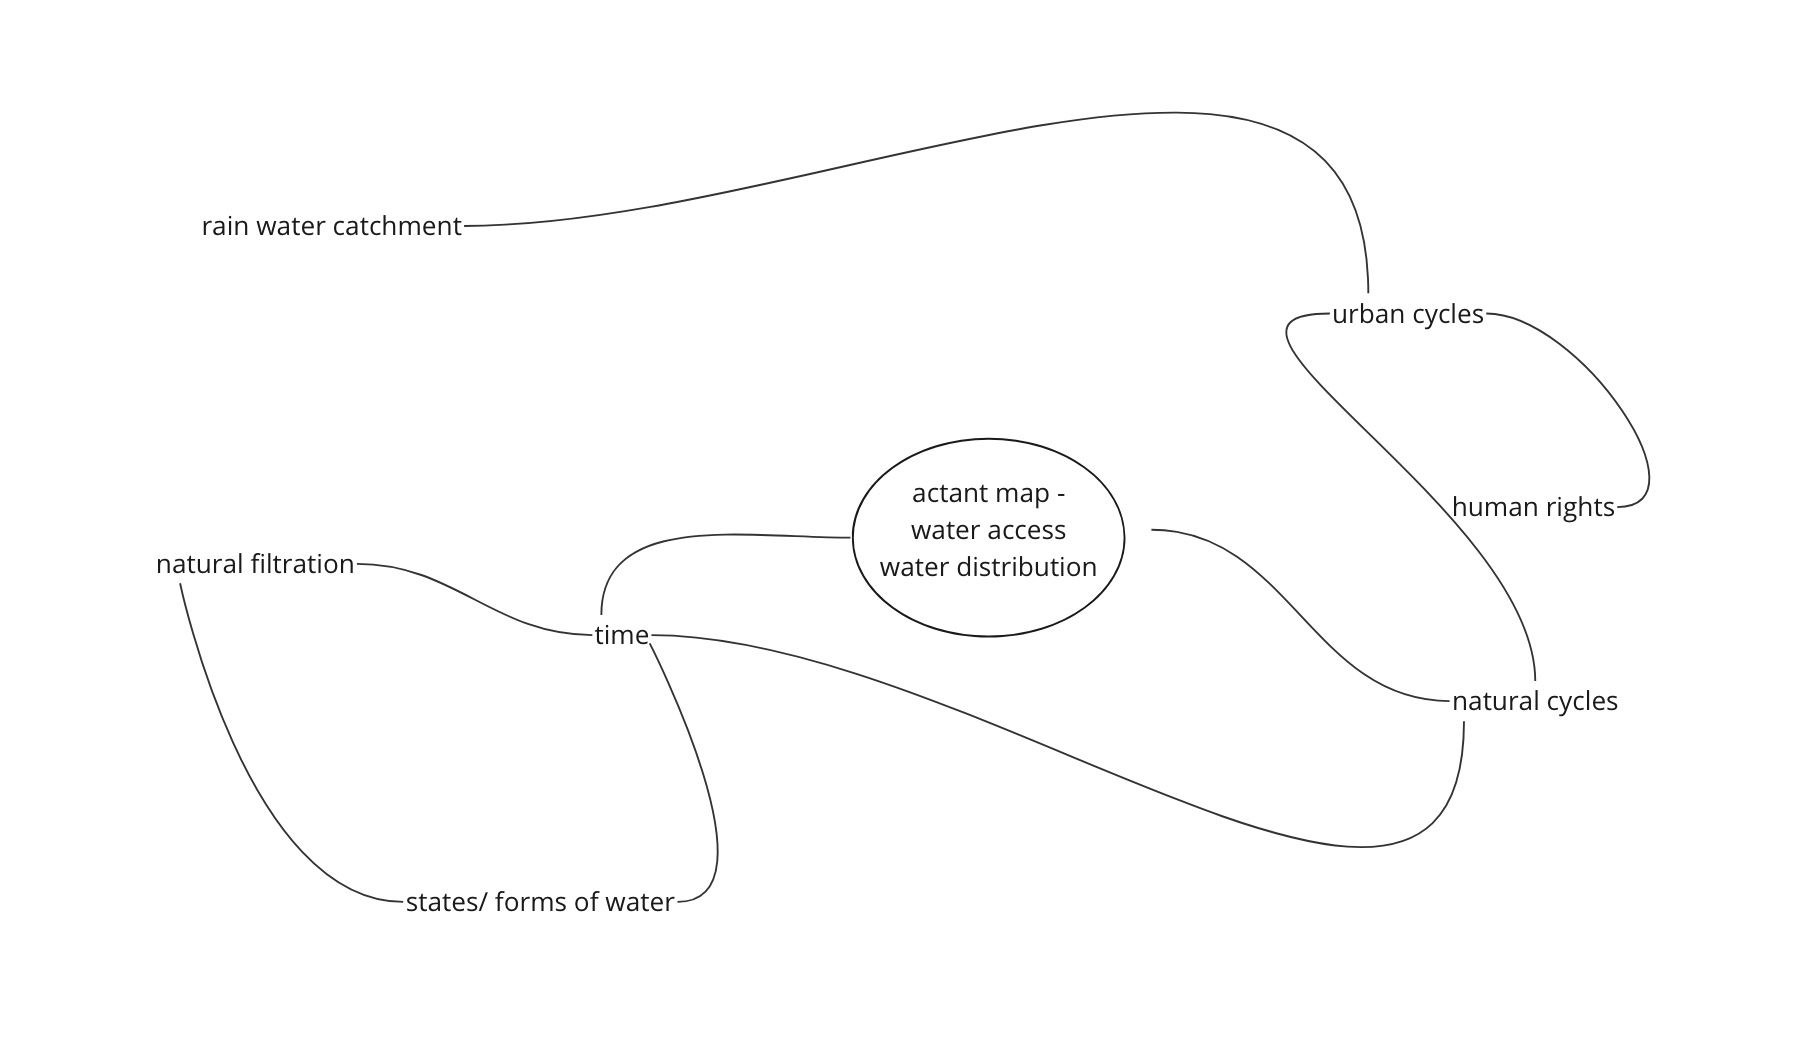 rain water catchment
urban cycles
actant map -
water access
water distribution
human rights
natural filtration
time
natural cycles
states/ forms of water